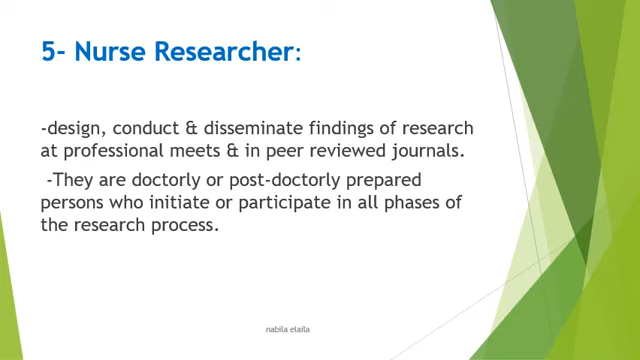 5- Nurse Researcher:
-design, conduct & disseminate findings of research
at professional meets & in peer reviewed journals.
-They are doctorly or post-doctorly prepared
persons who initiate or participate in all phases of
the research process.
nabila elaila